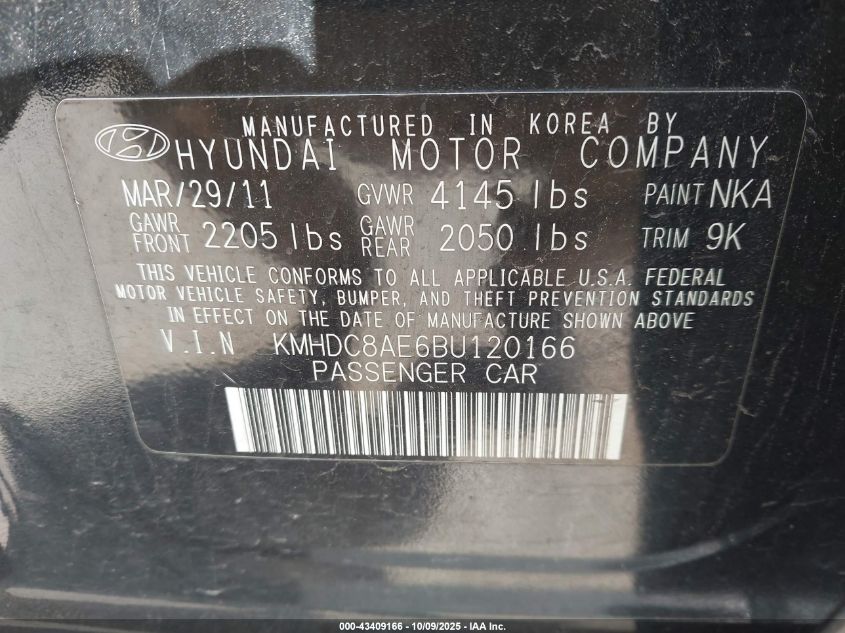 MANUFACTURED IN KOREA BY
HYUNDAI MOTOR COMPANY
MAR/29/11 GVWR 4145 lbs PAINT NKA
GAWR FRONT 2205 lbs GAWR REAR 2050 lbs TRIM 9K
THIS VEHICLE CONFORMS TO ALL APPLICABLE U.S.A. FEDERAL
MOTOR VEHICLE SAFETY, BUMPER, AND THEFT PREVENTION STANDARDS
IN EFFECT ON THE DATE OF MANUFACTURE SHOWN ABOVE
V.I.N KMHDC8AE6BU120166
PASSENGER CAR
000-43409166 - 10/09/2025 - IAA Inc.